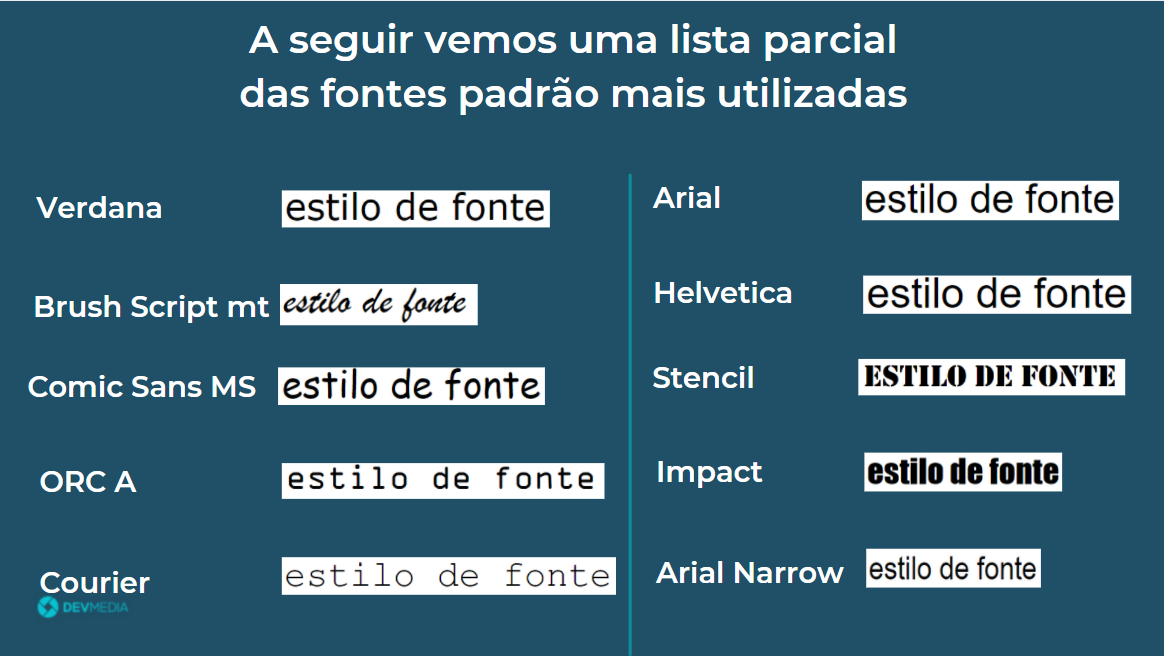 A seguir vemos uma lista parcial
das fontes padrão mais utilizadas
Verdana estilo de fonte
Brush Script mt estilo de fonte
Comic Sans MS estilo de fonte
ORC A estilo de fonte
Courier estilo de fonte
DEVMEDIA
Arial estilo de fonte
Helvetica estilo de fonte
Stencil ESTILO DE FONTE
Impact estilo de fonte
Arial Narrow estilo de fonte